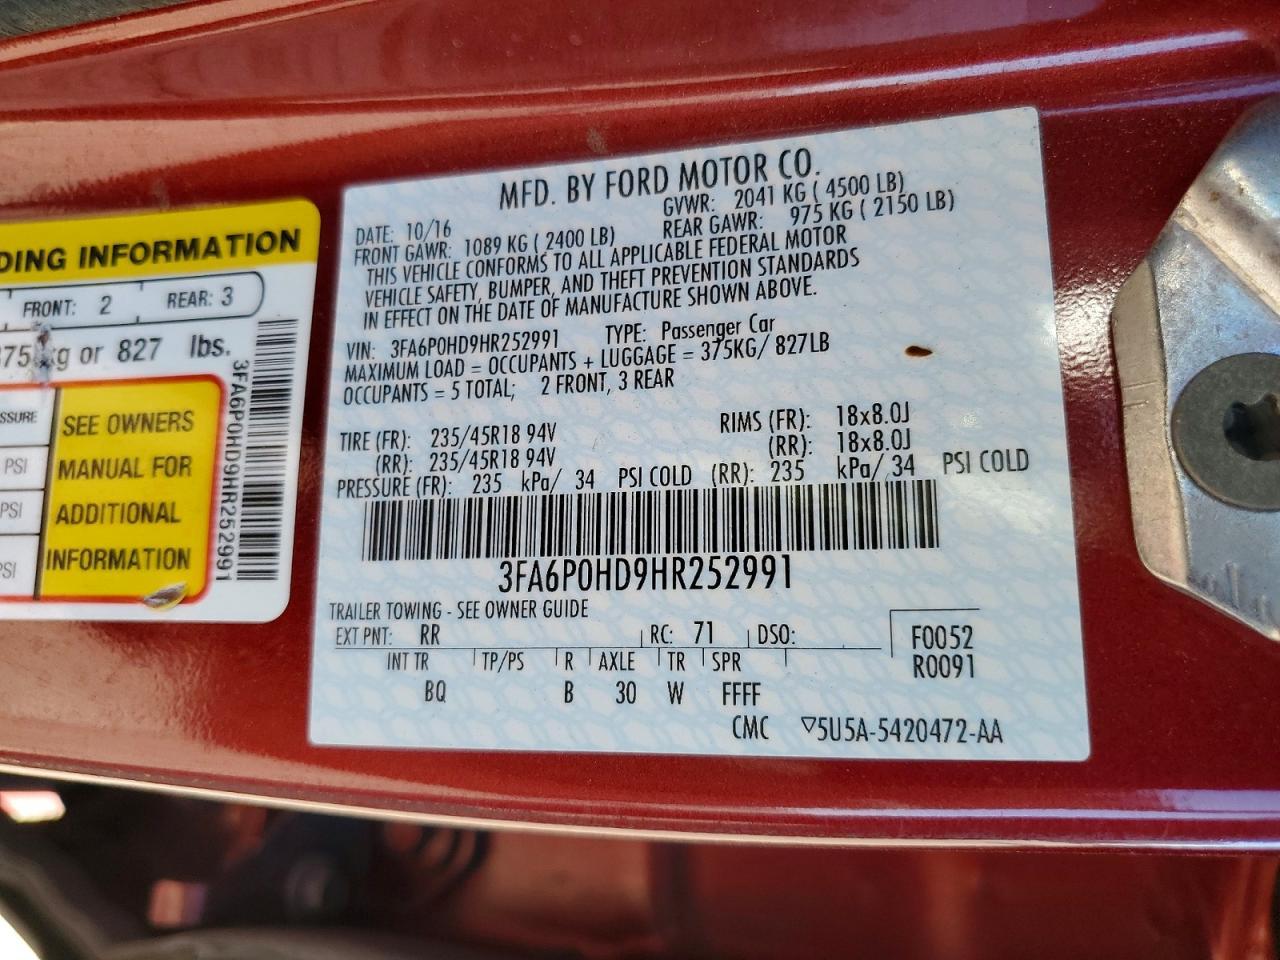 DING INFORMATION
FRONT: 2 REAR: 3
375 kg or 827 lbs.
SSURE
PSI
PSI
PSI
SEE OWNERS
MANUAL FOR
ADDITIONAL
INFORMATION
3FA6P0HD9HR252991
MFD. BY FORD MOTOR CO.
DATE: 10/16 GVWR: 2041 KG ( 4500 LB)
FRONT GAWR: 1089 KG ( 2400 LB) REAR GAWR: 975 KG ( 2150 LB)
THIS VEHICLE CONFORMS TO ALL APPLICABLE FEDERAL MOTOR
VEHICLE SAFETY, BUMPER, AND THEFT PREVENTION STANDARDS
IN EFFECT ON THE DATE OF MANUFACTURE SHOWN ABOVE.
VIN: 3FA6P0HD9HR252991 TYPE: Passenger Car
MAXIMUM LOAD = OCCUPANTS + LUGGAGE = 375KG/ 827LB
OCCUPANTS = 5 TOTAL; 2 FRONT, 3 REAR
TIRE (FR): 235/45R18 94V RIMS (FR): 18x8.0J
(RR): 235/45R18 94V (RR): 18x8.0J
PRESSURE (FR): 235 kPa/ 34 PSI COLD (RR): 235 kPa/ 34 PSI COLD
3FA6P0HD9HR252991
TRAILER TOWING - SEE OWNER GUIDE
EXT PNT: RR RC: 71 DSO: F0052
R0091
INT TR TP/PS R AXLE TR SPR
BQ B 30 W FFFF
CMC ▽5U5A-5420472-AA